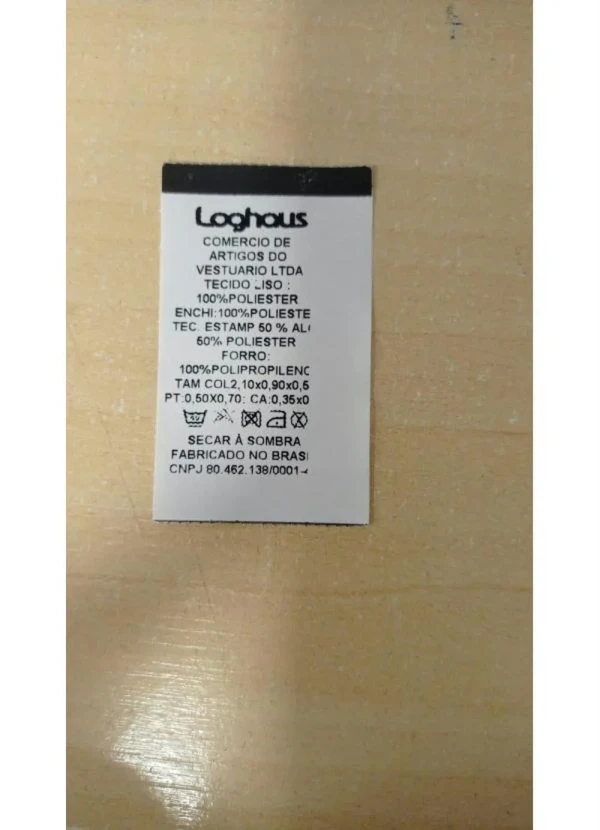 Loghaus
COMERCIO DE
ARTIGOS DO
VESTUARIO LTDA
TECIDO LISO :
100%POLIESTER
ENCHI:100%POLIESTE
TEC ESTAMP 50 % AL
50% POLIESTER
FORRO:
100%POLIPROPILENC
TAM COL2,10x0,90x0,5
PT:0,50X0,70; CA:0,35x0
SECAR À SOMBRA
FABRICADO NO BRASI
CNPJ 80.462.138/0001-